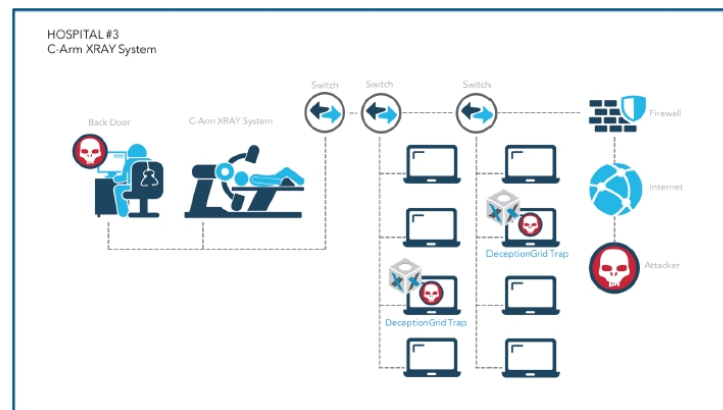 HOSPITAL #3
C-Arm XRAY System
Switch
Switch
Switch
Back Door
C-Arm XRAY System
Firewall
Internet
DeceptionGrid Trap
Attacker
DeceptionGrid Trap